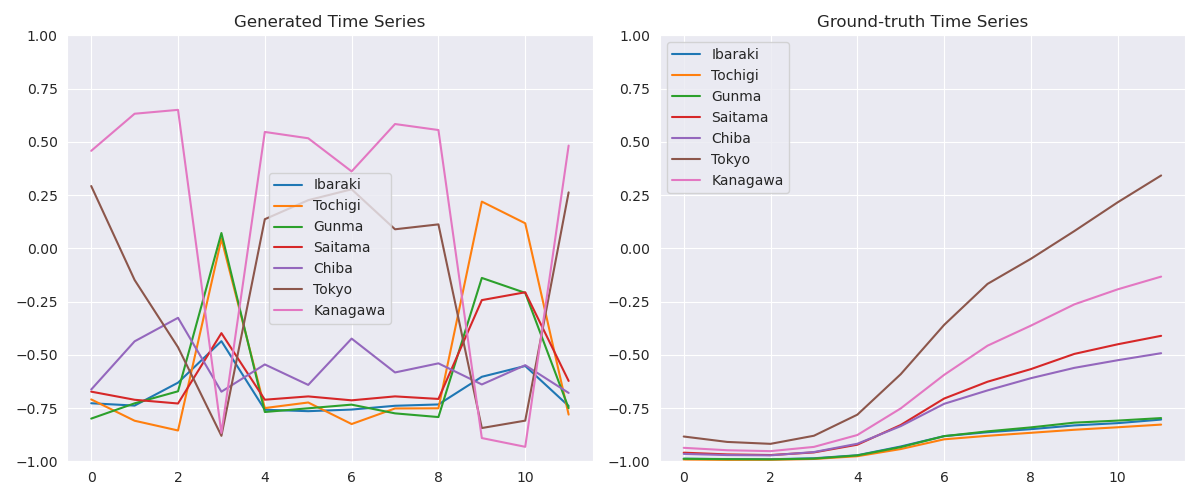 Generated Time Series
1.00
0.75
0.50
0.25
0.00
−0.25
−0.50
−0.75
−1.00
0 2 4 6 8 10
Ibaraki
Tochigi
Gunma
Saitama
Chiba
Tokyo
Kanagawa
Ground-truth Time Series
1.00
0.75
0.50
0.25
0.00
−0.25
−0.50
−0.75
−1.00
0 2 4 6 8 10
Ibaraki
Tochigi
Gunma
Saitama
Chiba
Tokyo
Kanagawa